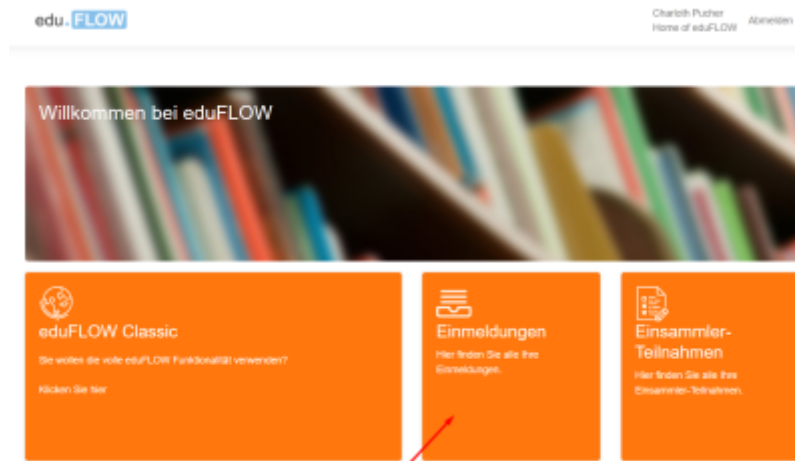 edu.FLOW
Charloth Pucher
Home of eduFLOW
Abmelden
Willkommen bei eduFLOW
eduFLOW Classic
Sie wollen die volle eduFLOW Funktionalität verwenden?
Klicken Sie hier
Einmeldungen
Hier finden Sie alle Ihre
Einmeldungen.
Einsammler-
Teilnahmen
Hier finden Sie alle Ihre
Einsammler-Teilnahmen.